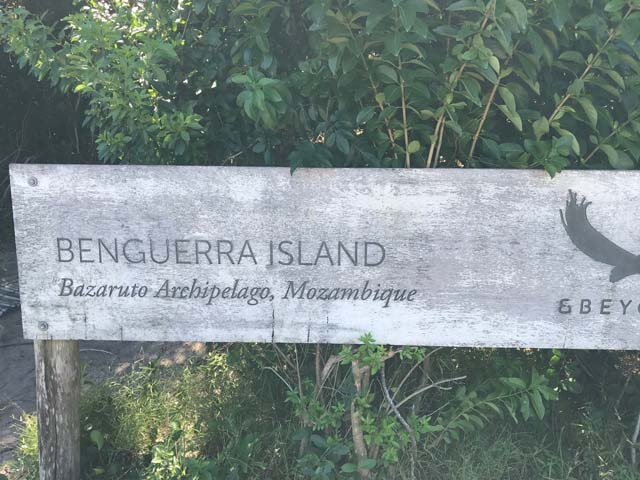 BENGUERRA ISLAND
Bazaruto Archipelago, Mozambique